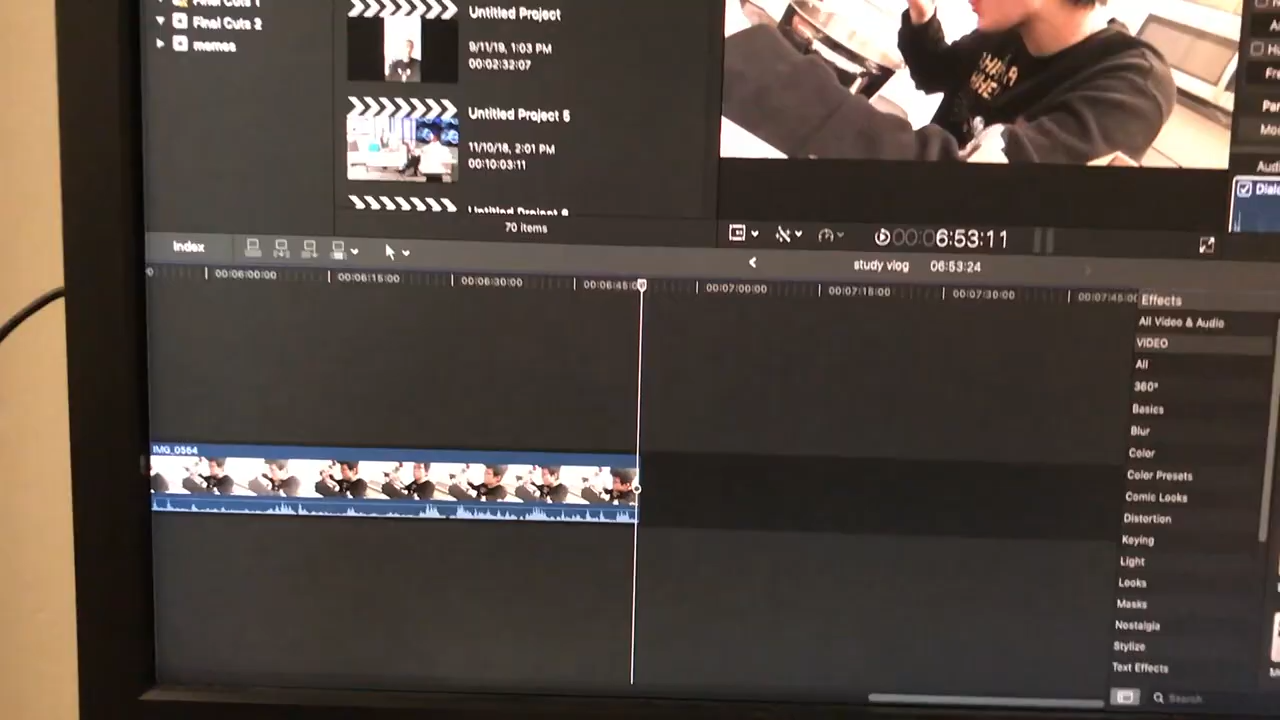 Final Cuts 1
Final Cuts 2
memes
Untitled Project
9/11/19, 1:03 PM
00:02:32:07
Untitled Project 5
11/10/18, 2:01 PM
00:10:03:11
70 items
Index
00:06:53:11
study vlog
06:53:24
00:06:00:00
00:06:15:00
00:06:30:00
00:06:45:0
00:07:00:00
00:07:15:00
00:07:30:00
00:07:45:00
IMG_0564
Effects
All Video & Audio
VIDEO
All
360°
Basics
Blur
Color
Color Presets
Comic Looks
Distortion
Keying
Light
Looks
Masks
Nostalgia
Stylize
Text Effects
Search